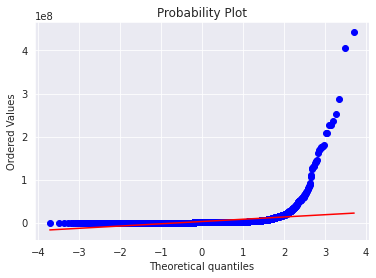 Probability Plot
1e8
4
3
2
1
0
Ordered Values
−4 −3 −2 −1 0 1 2 3 4
Theoretical quantiles